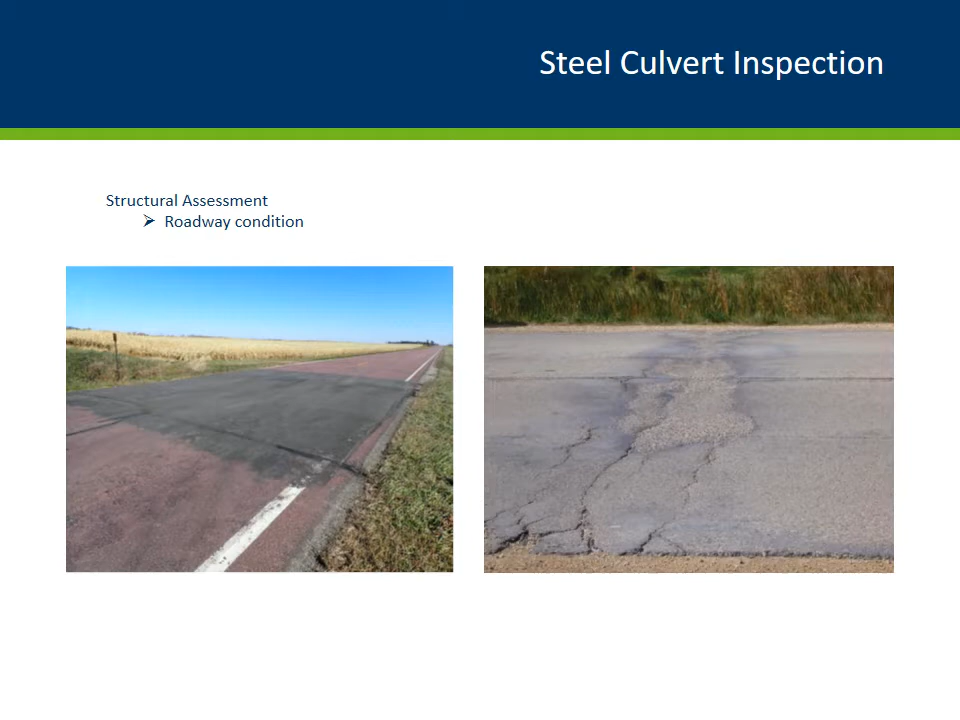 Steel Culvert Inspection
Structural Assessment
➢ Roadway condition